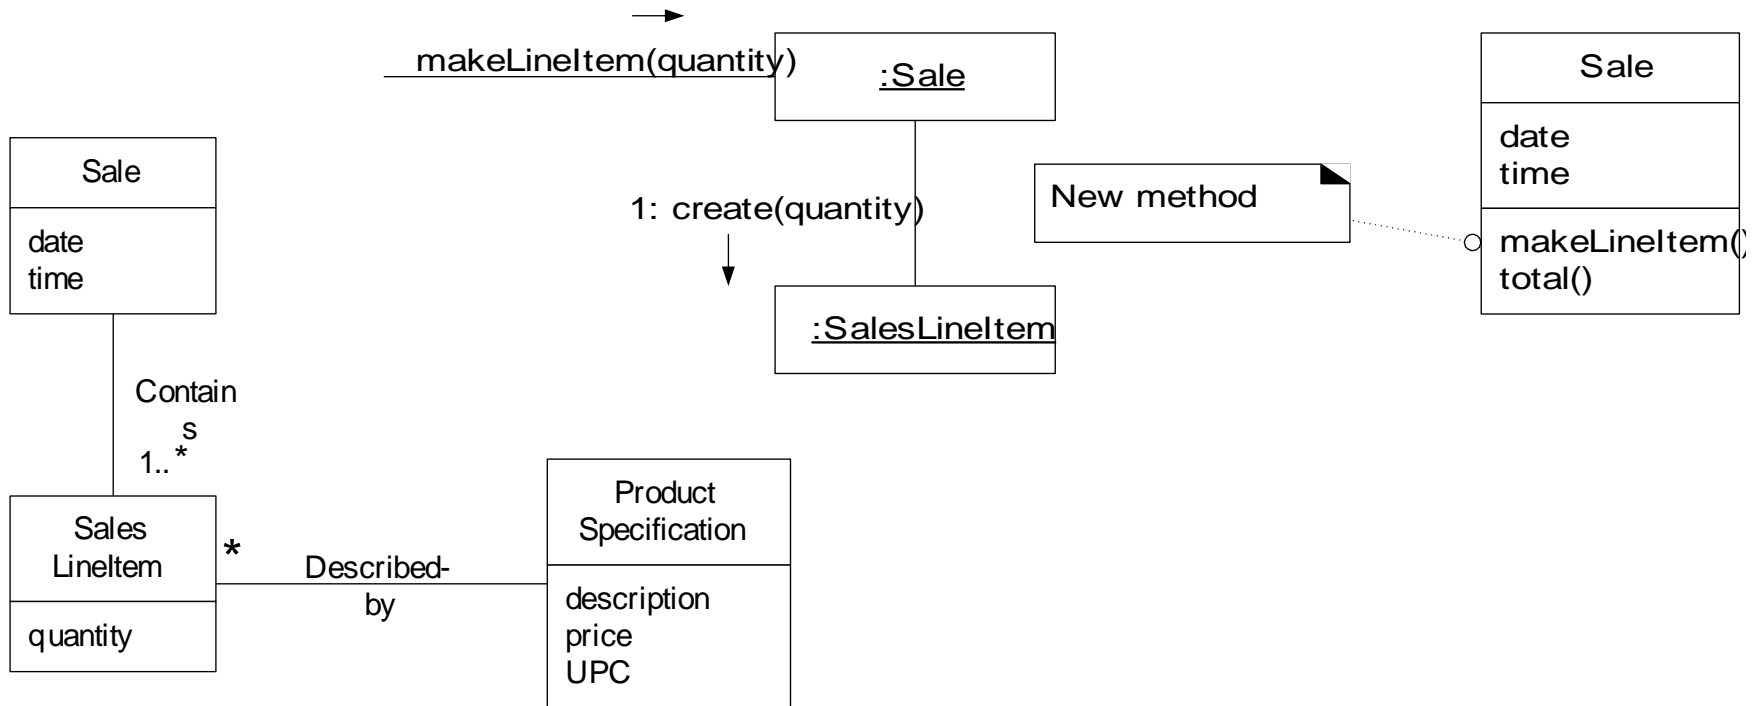 makeLineItem(quantity)
:Sale
1: create(quantity)
:SalesLineItem
New method
Sale
date
time
makeLineItem()
total()
Sale
date
time
Contain
s
1..*
Sales
LineItem
quantity
*
Described-
by
Product
Specification
description
price
UPC